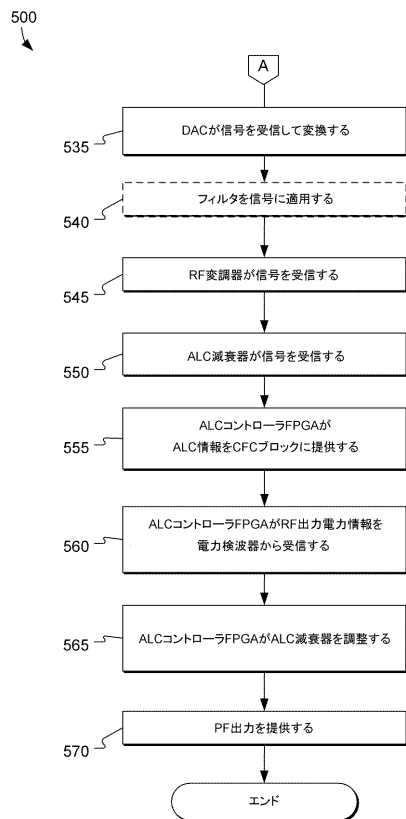 500
A
DACが信号を受信して変換する
535
フィルタを信号に適用する
540
RF変調器が信号を受信する
545
ALC減衰器が信号を受信する
550
ALCコントローラFPGAが
ALC情報をCFCブロックに提供する
555
ALCコントローラFPGAがRF出力電力情報を
電力検波器から受信する
560
ALCコントローラFPGAがALC減衰器を調整する
565
PF出力を提供する
570
エンド